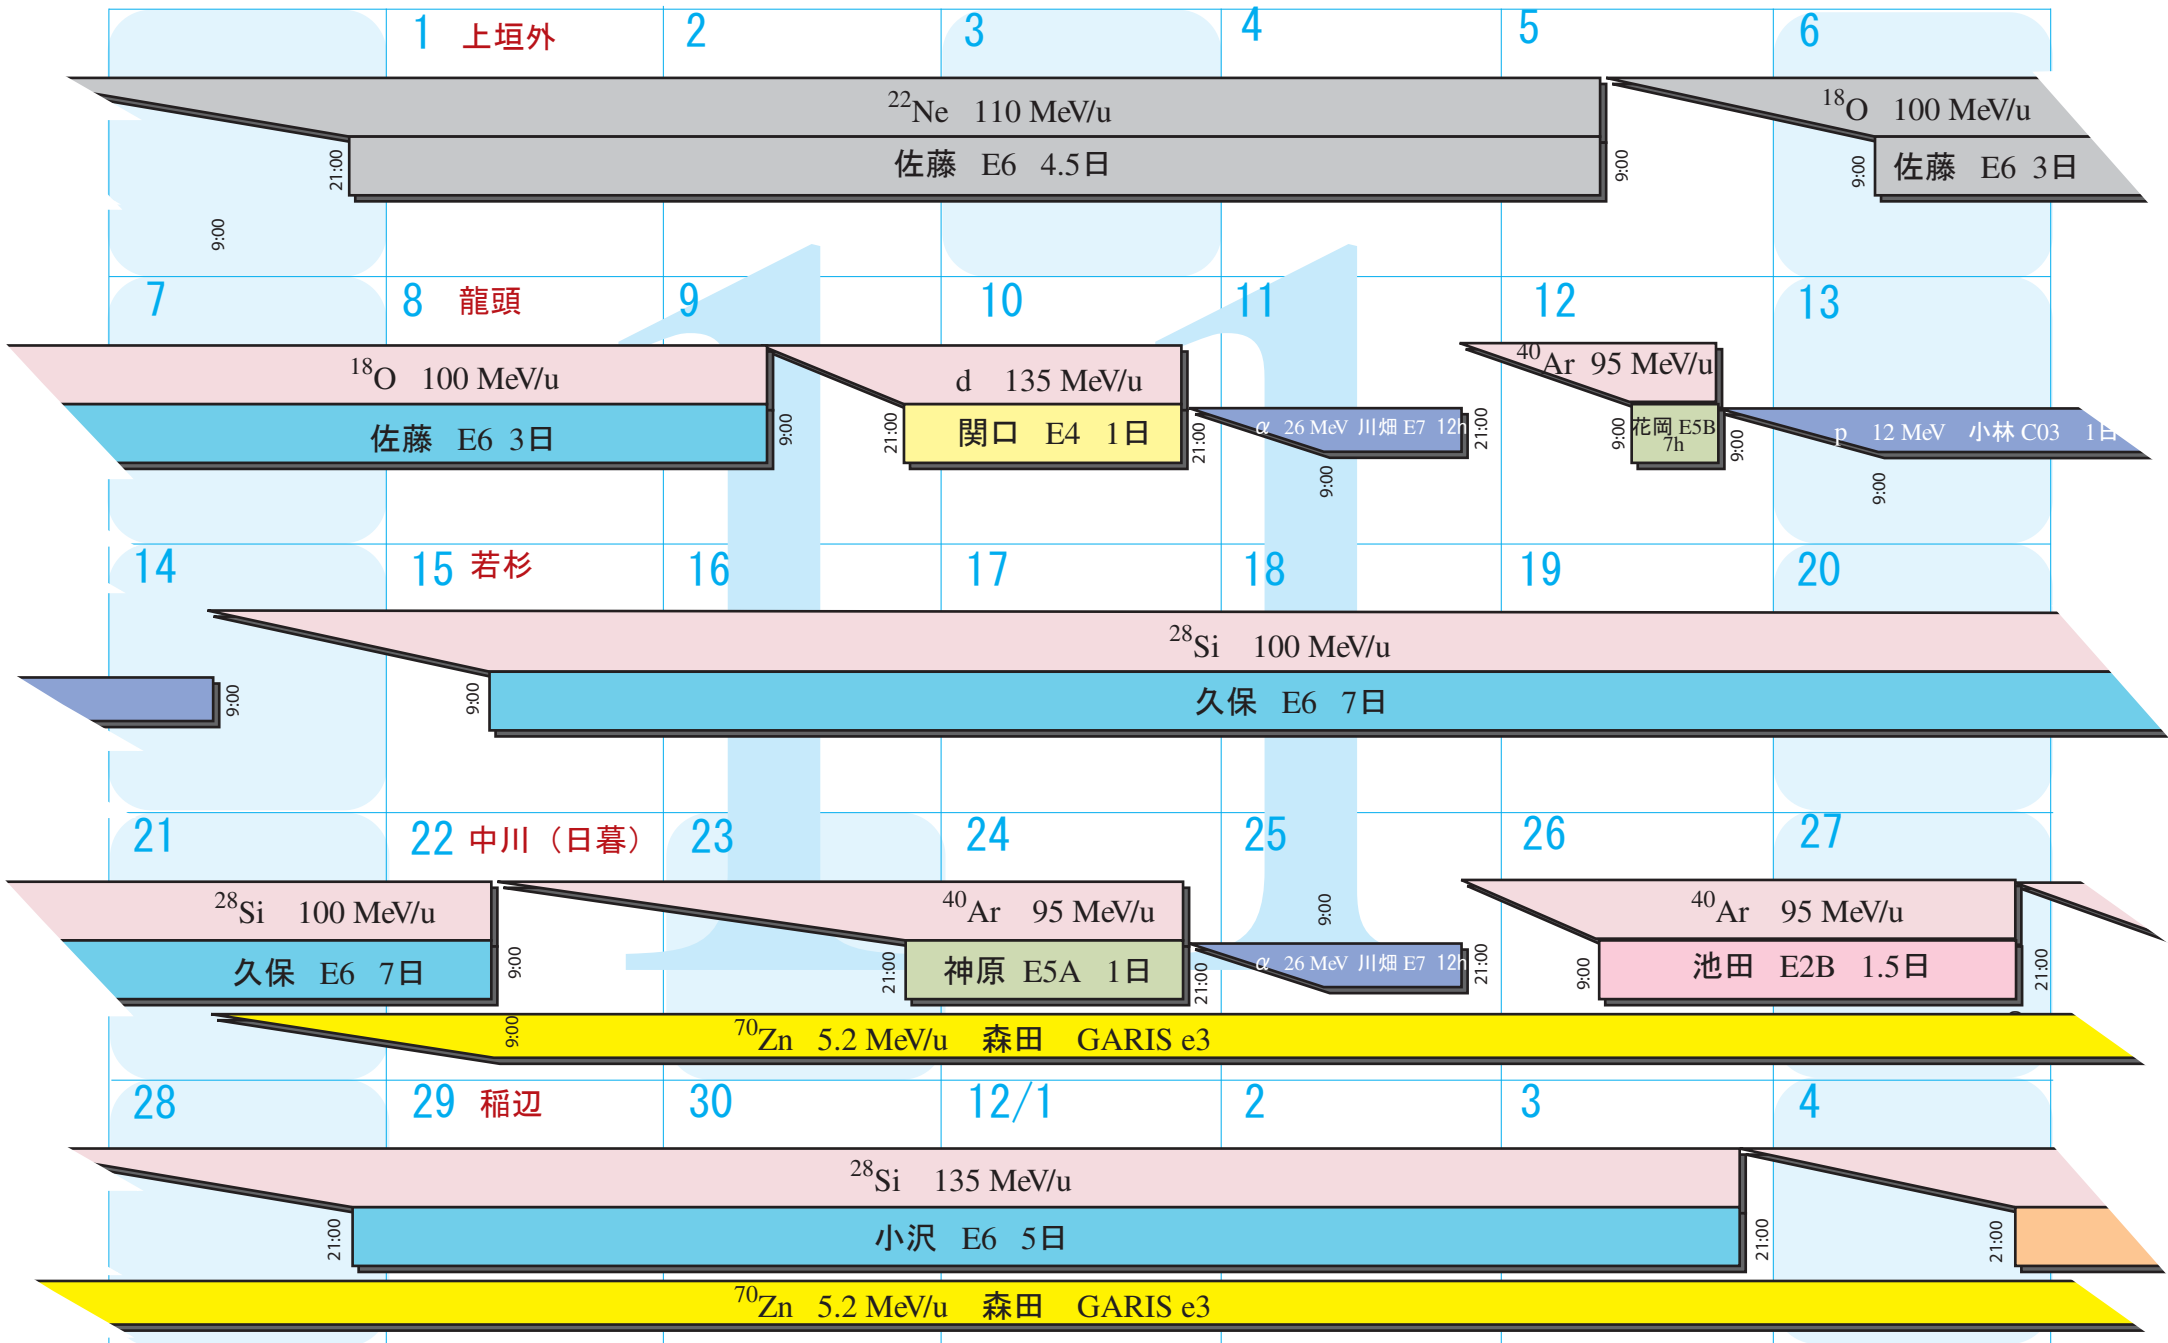 1 上垣外 2 3 4 5 6
²²Ne 110 MeV/u
¹⁸O 100 MeV/u
21:00 佐藤 E6 4.5日 9:00
9:00 佐藤 E6 3日
9:00
7 8 龍頭 9 10 11 12 13
¹⁸O 100 MeV/u
d 135 MeV/u
⁴⁰Ar 95 MeV/u
佐藤 E6 3日 9:00
21:00 関口 E4 1日 21:00
α 26 MeV 川畑 E7 12h 21:00
9:00
9:00 花岡 E5B
7h
9:00
p 12 MeV 小林 C03 1日
9:00
14 15 若杉 16 17 18 19 20
²⁸Si 100 MeV/u
9:00
9:00 久保 E6 7日
21 22 中川（日暮） 23 24 25 26 27
²⁸Si 100 MeV/u
⁴⁰Ar 95 MeV/u
9:00
⁴⁰Ar 95 MeV/u
久保 E6 7日 9:00
21:00 神原 E5A 1日 21:00
α 26 MeV 川畑 E7 12h 21:00
9:00 池田 E2B 1.5日 21:00
9:00
⁷⁰Zn 5.2 MeV/u 森田 GARIS e3
28 29 稲辺 30 12/1 2 3 4
²⁸Si 135 MeV/u
21:00 小沢 E6 5日 21:00
21:00
⁷⁰Zn 5.2 MeV/u 森田 GARIS e3